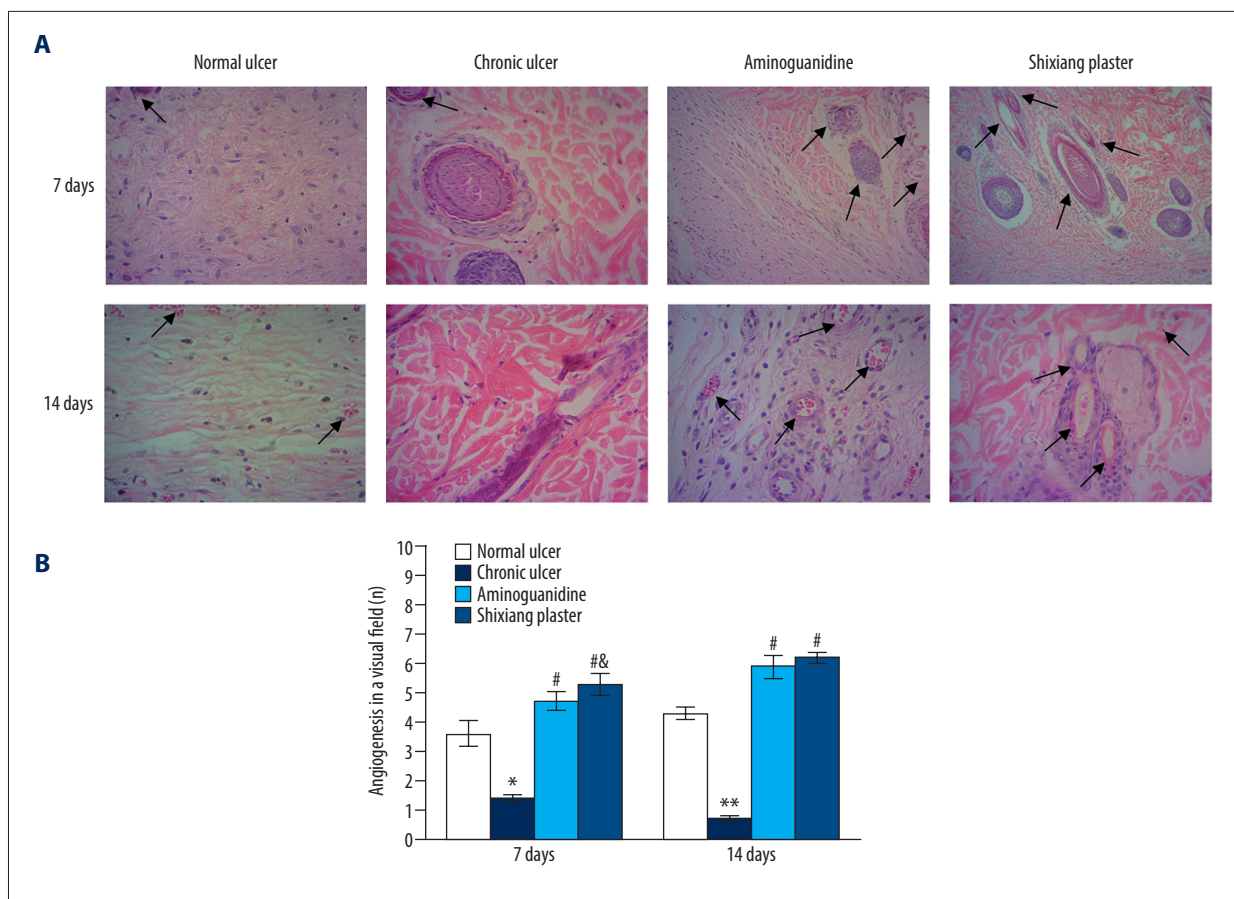 A
Normal ulcer
Chronic ulcer
Aminoguanidine
Shixiang plaster
7 days
14 days
B
Angiogenesis in a visual field (n)
10
9
8
7
6
5
4
3
2
1
0
Normal ulcer
Chronic ulcer
Aminoguanidine
Shixiang plaster
*
#
#&
**
#
#
7 days
14 days